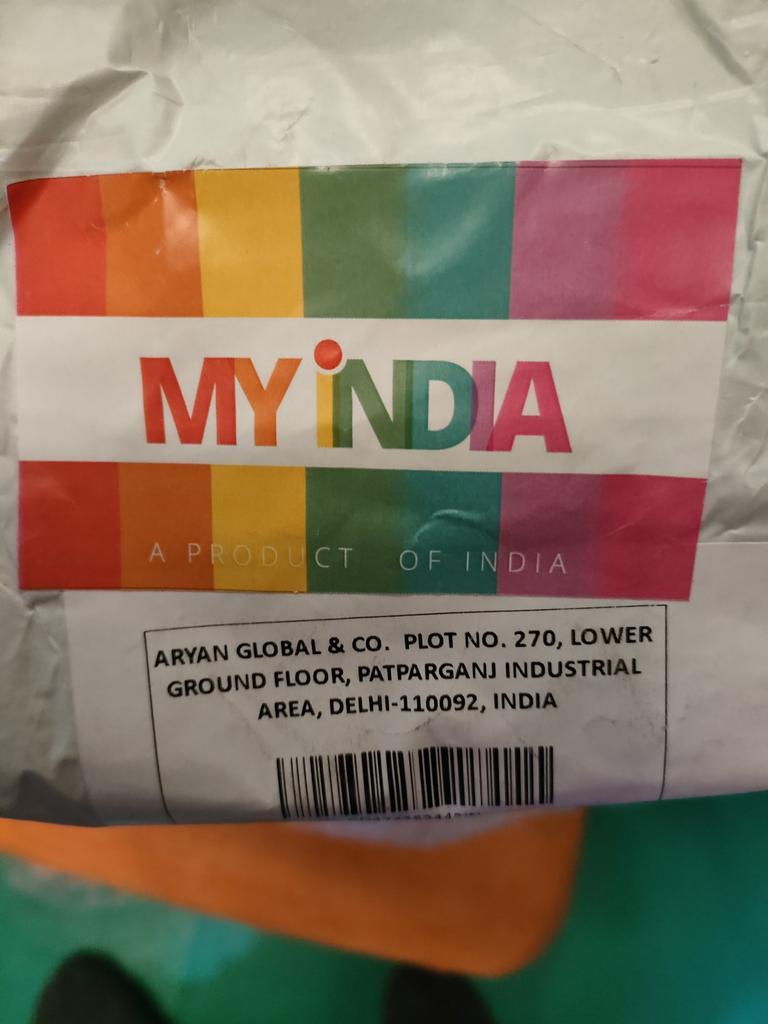 MY iNDIA
A PRODUCT OF INDIA
ARYAN GLOBAL & CO. PLOT NO. 270, LOWER
GROUND FLOOR, PATPARGANJ INDUSTRIAL
AREA, DELHI-110092, INDIA